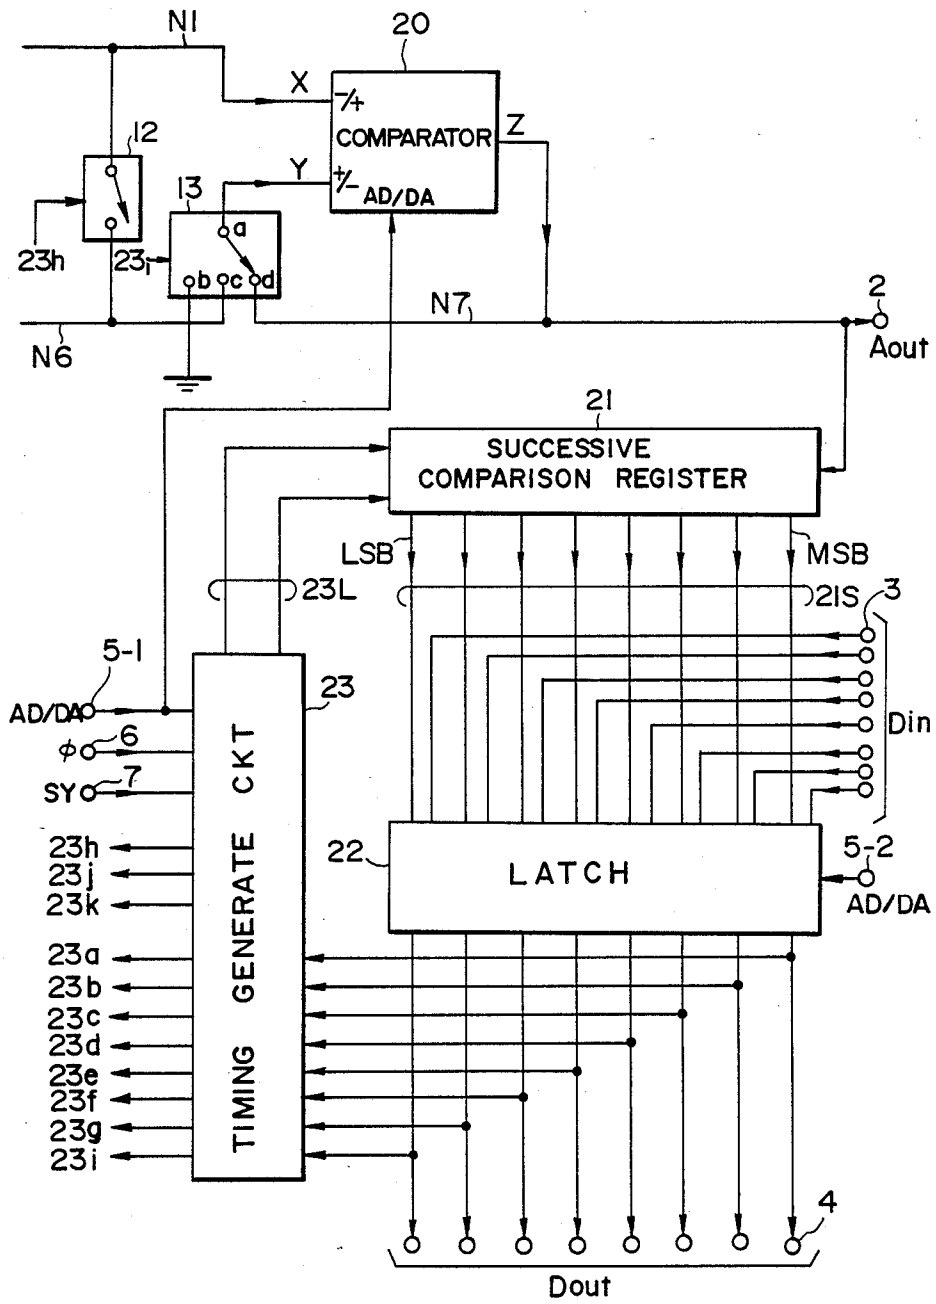 N1
20
X
-/+
COMPARATOR
Z
12
Y
+/-
AD/DA
13
a
23h
23i
b
c
d
N7
2
N6
Aout
21
SUCCESSIVE
COMPARISON REGISTER
LSB
MSB
23L
21S
3
5-1
23
AD/DA
Din
φ
6
SY
7
TIMING GENERATE CKT
22
LATCH
5-2
AD/DA
23h
23j
23k
23a
23b
23c
23d
23e
23f
23g
23i
4
Dout